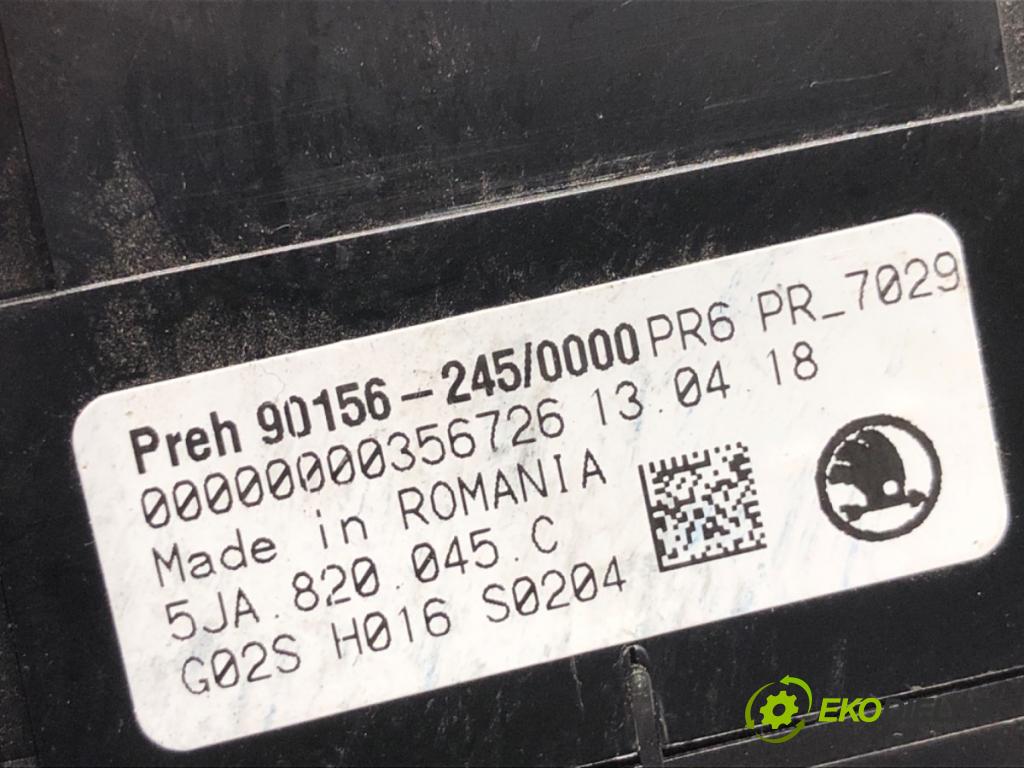 Preh 90156-245/0000 PR6 PR_7029
0000000356726 13.04.18
Made in ROMANIA
5JA.820.045.C
G02S H016 S0204
EKO